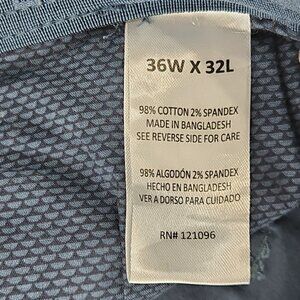 36W X 32L
98% COTTON 2% SPANDEX
MADE IN BANGLADESH
SEE REVERSE SIDE FOR CARE
98% ALGODÓN 2% SPANDEX
HECHO EN BANGLADESH
VER A DORSO PARA CUIDADO
RN# 121096